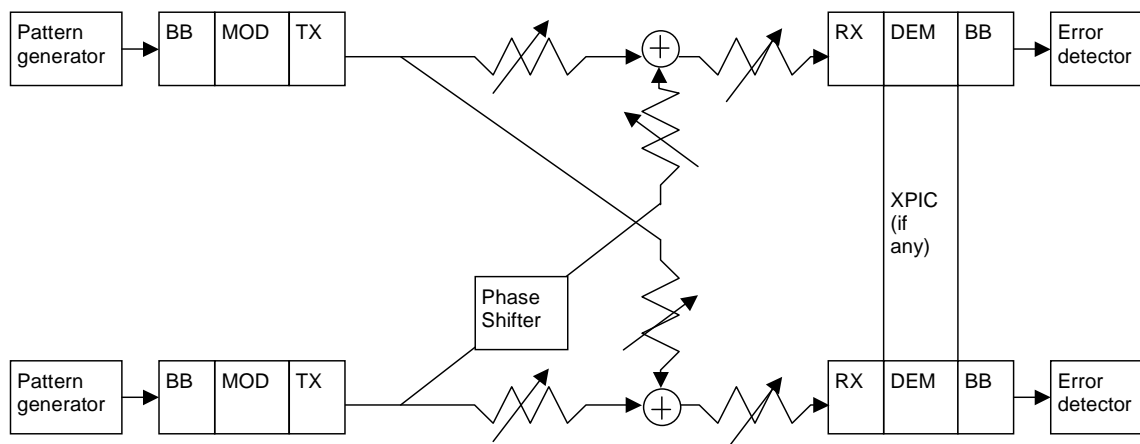 Pattern
generator
BB MOD TX
RX DEM BB
Error
detector
XPIC
(if
any)
Phase
Shifter
Pattern
generator
BB MOD TX
RX DEM BB
Error
detector